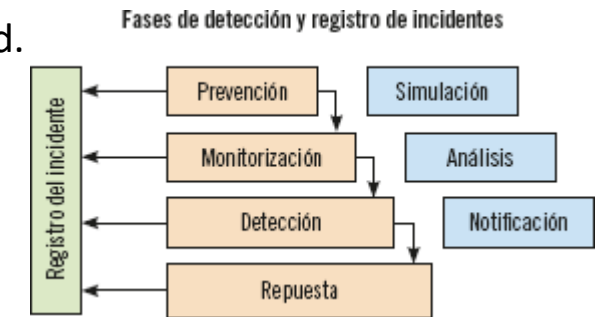 Fases de detección y registro de incidentes
d.
Registro del incidente
Prevención
Simulación
Monitorización
Análisis
Detección
Notificación
Repuesta